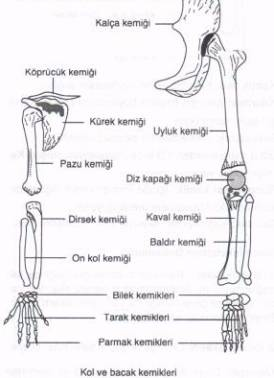 Kalça kemiği
Köprücük kemiği
Kürek kemiği
Uyluk kemiği
Pazu kemiği
Diz kapağı kemiği
Dirsek kemiği
Kaval kemiği
Baldır kemiği
On kol kemiği
Bilek kemikleri
Tarak kemikleri
Parmak kemikleri
Kol ve bacak kemikleri